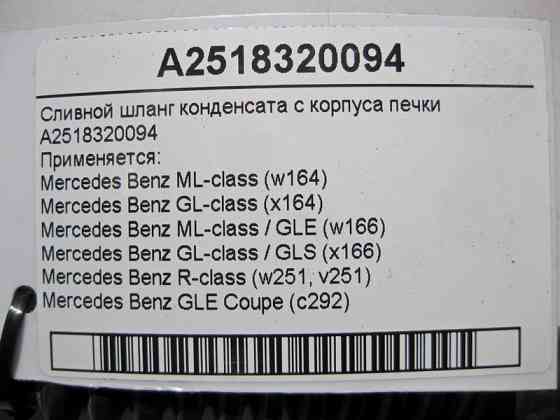 A2518320094
Сливной шланг конденсата с корпуса печки
A2518320094
Применяется:
Mercedes Benz ML-class (w164)
Mercedes Benz GL-class (x164)
Mercedes Benz ML-class / GLE (w166)
Mercedes Benz GL-class / GLS (x166)
Mercedes Benz R-class (w251, v251)
Mercedes Benz GLE Coupe (c292)